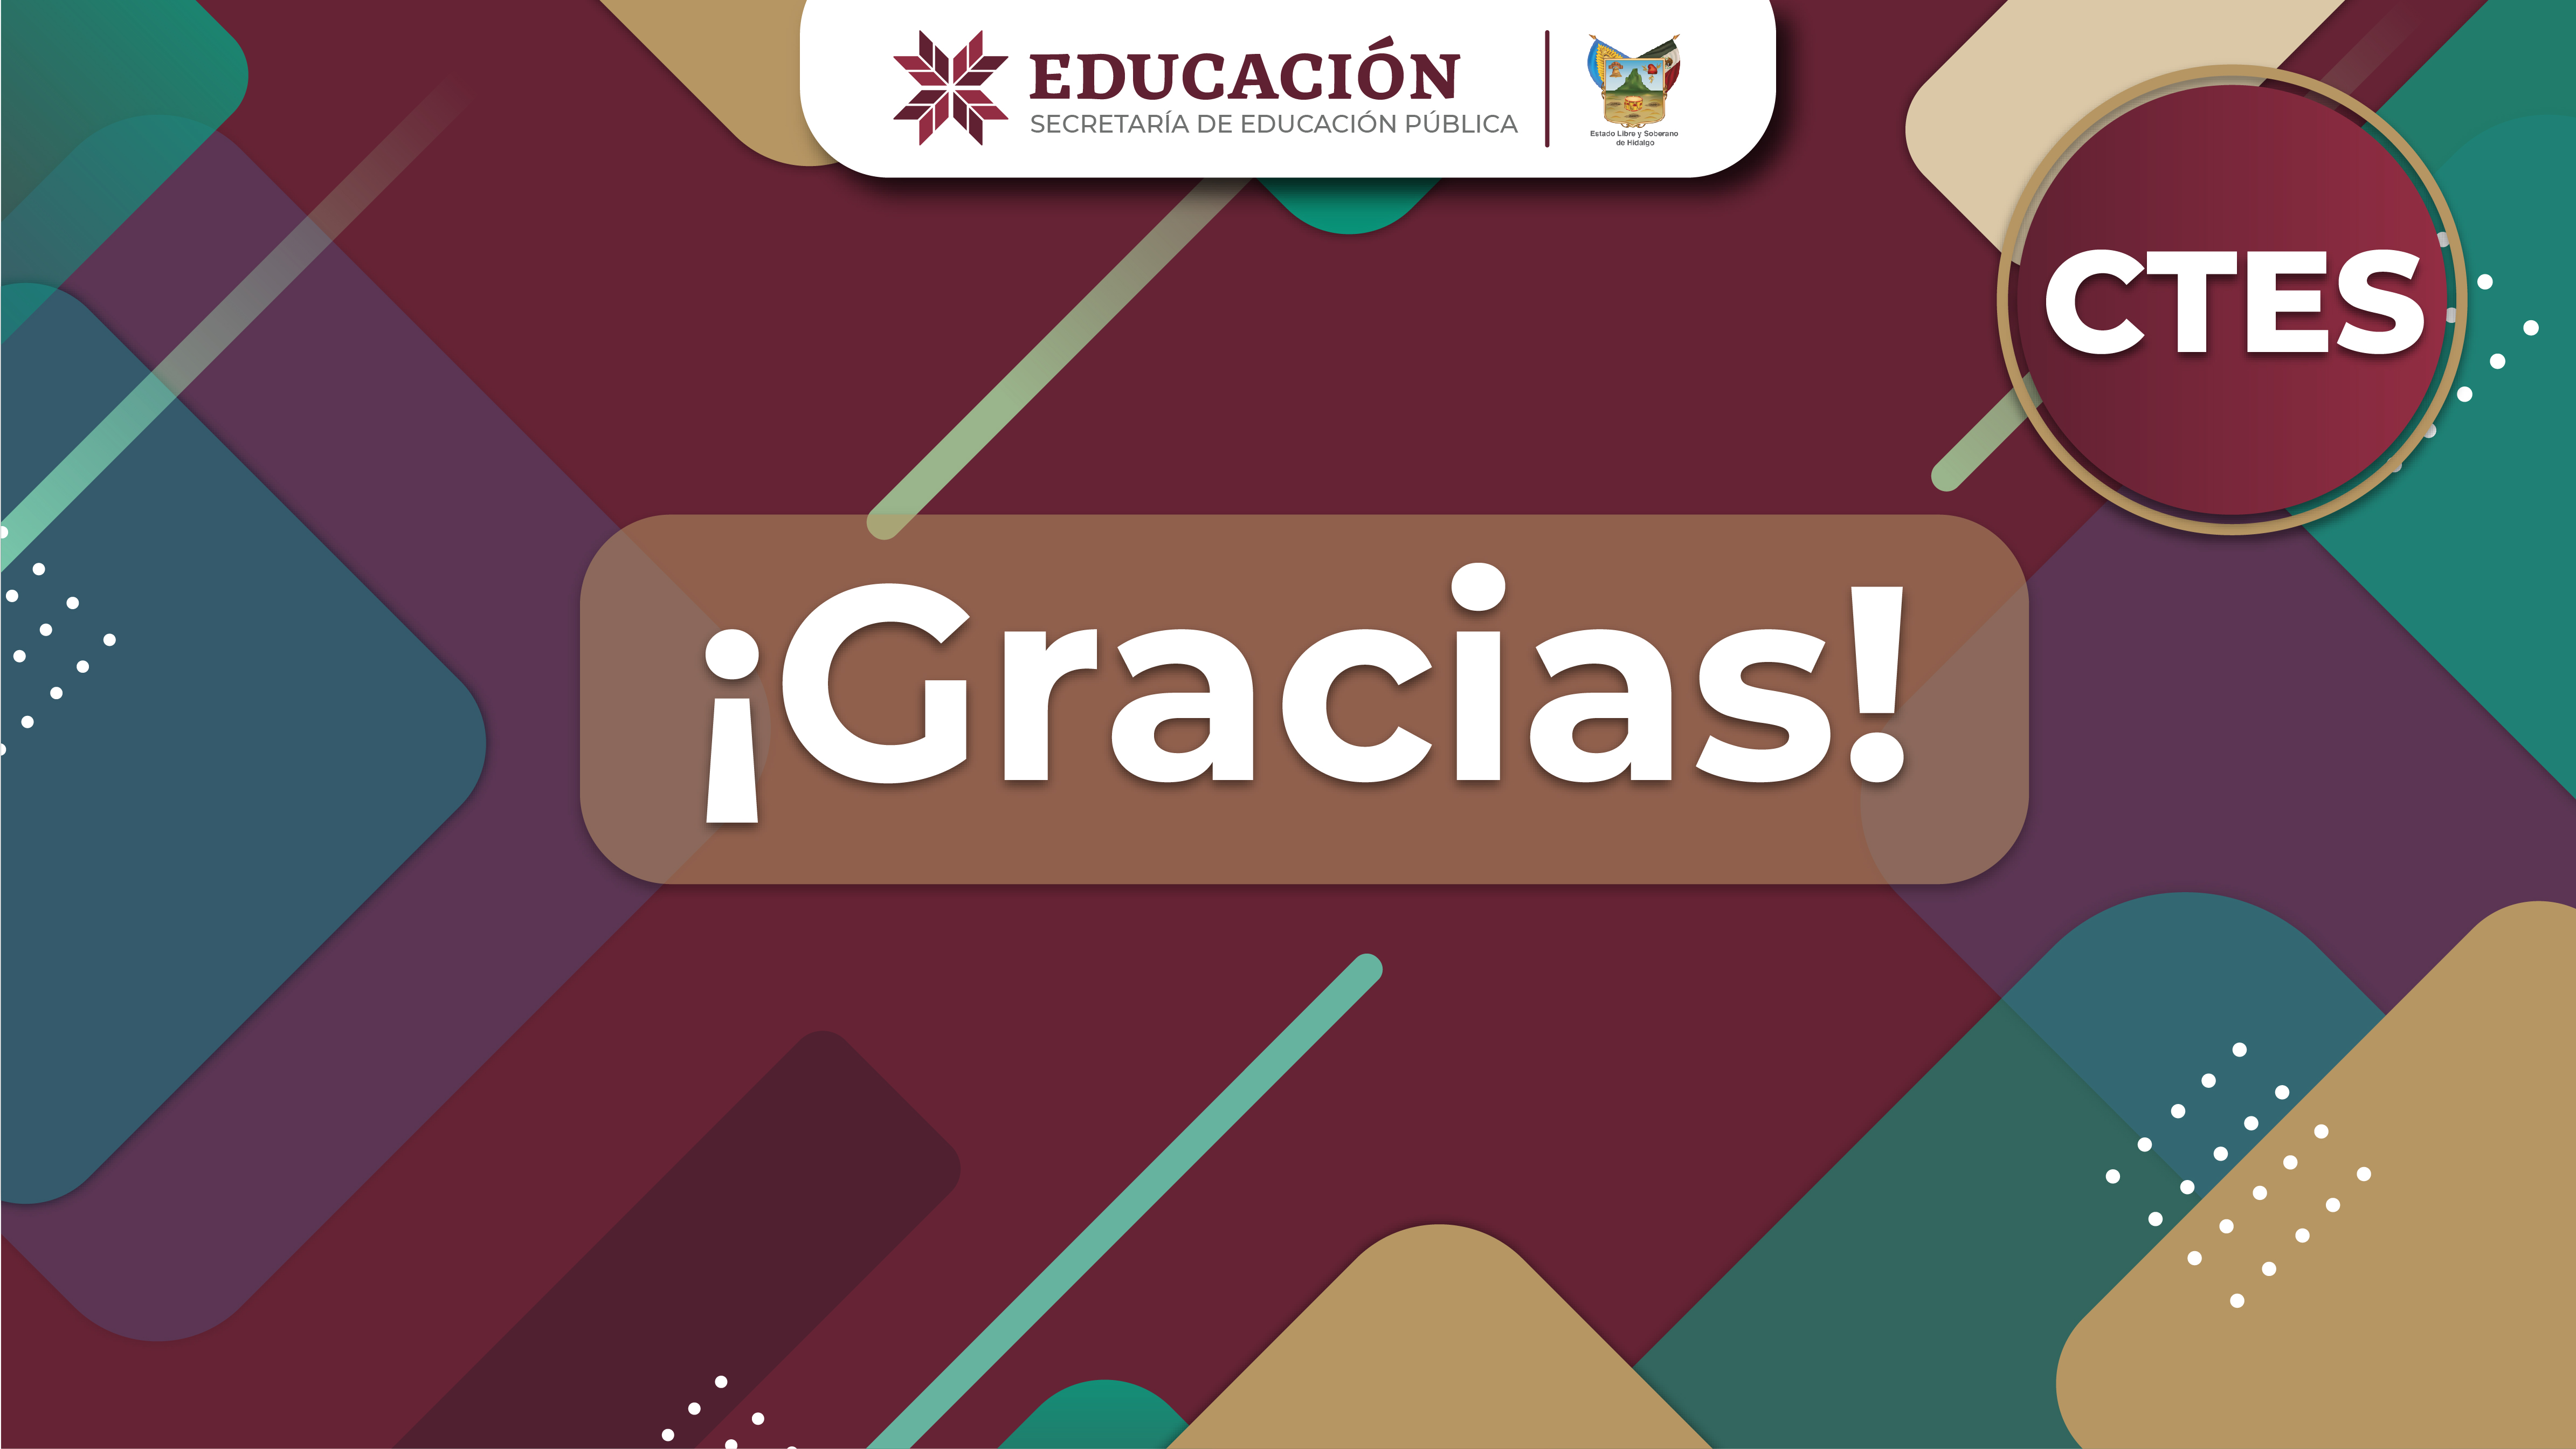 EDUCACIÓN
SECRETARÍA DE EDUCACIÓN PÚBLICA
Estado Libre y Soberano
de Hidalgo
CTES
¡Gracias!